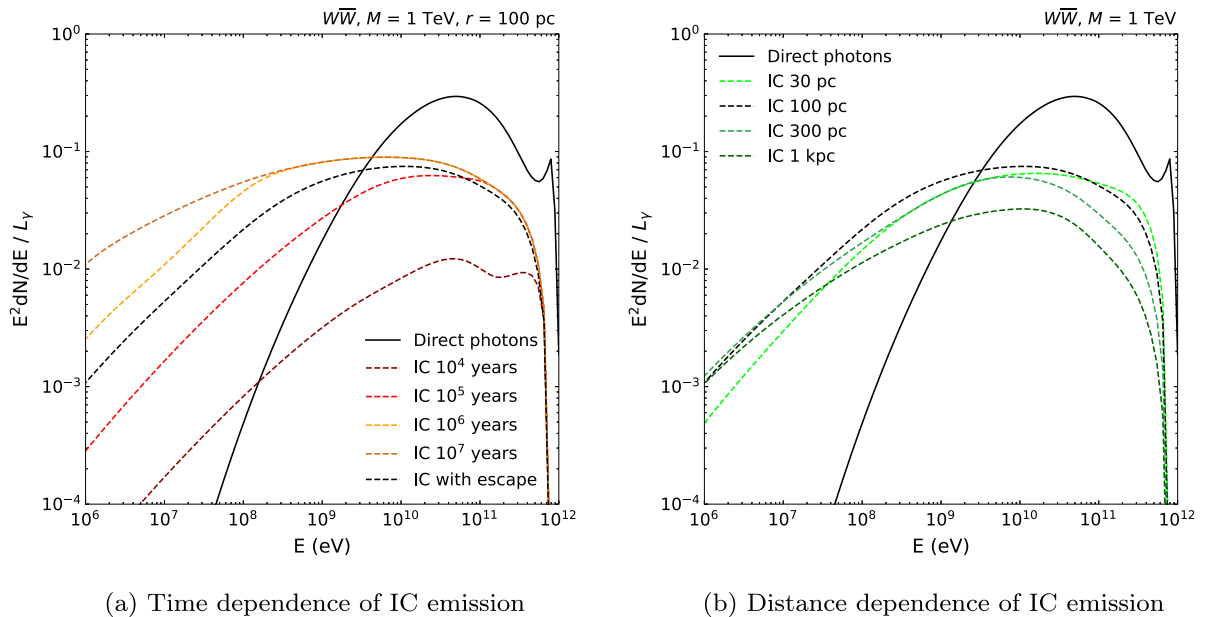 W\overline{W}, M = 1 TeV, r = 100 pc
10^0
10^{-1}
10^{-2}
10^{-3}
10^{-4}
E^2dN/dE / L_γ
Direct photons
IC 10^4 years
IC 10^5 years
IC 10^6 years
IC 10^7 years
IC with escape
10^6 10^7 10^8 10^9 10^{10} 10^{11} 10^{12}
E (eV)
(a) Time dependence of IC emission
W\overline{W}, M = 1 TeV
10^0
10^{-1}
10^{-2}
10^{-3}
10^{-4}
E^2dN/dE / L_γ
Direct photons
IC 30 pc
IC 100 pc
IC 300 pc
IC 1 kpc
10^6 10^7 10^8 10^9 10^{10} 10^{11} 10^{12}
E (eV)
(b) Distance dependence of IC emission